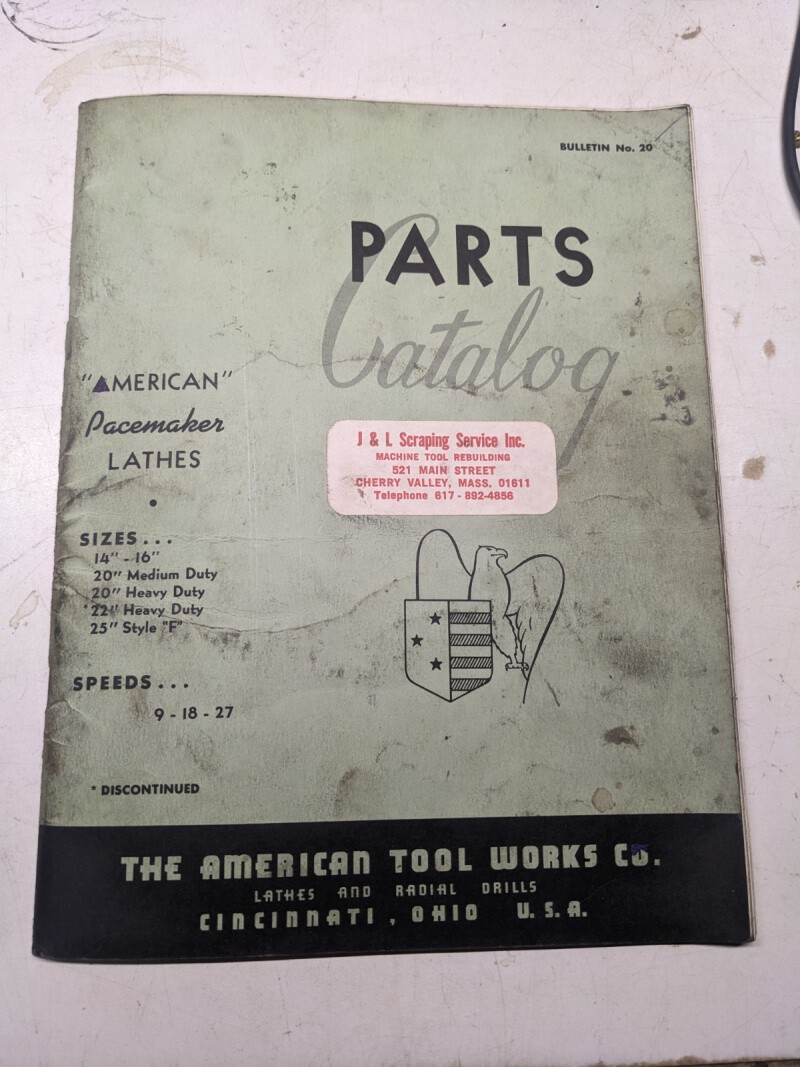 BULLETIN No. 20
PARTS
Catalog
"AMERICAN"
Pacemaker
LATHES
J & L Scraping Service Inc.
MACHINE TOOL REBUILDING
521 MAIN STREET
CHERRY VALLEY, MASS. 01611
Telephone 617 - 892-4856
SIZES...
14" - 16"
20" Medium Duty
20" Heavy Duty
*22" Heavy Duty
25" Style "F"
SPEEDS...
9 - 18 - 27
* DISCONTINUED
THE AMERICAN TOOL WORKS CO.
LATHES AND RADIAL DRILLS
CINCINNATI, OHIO U. S. A.